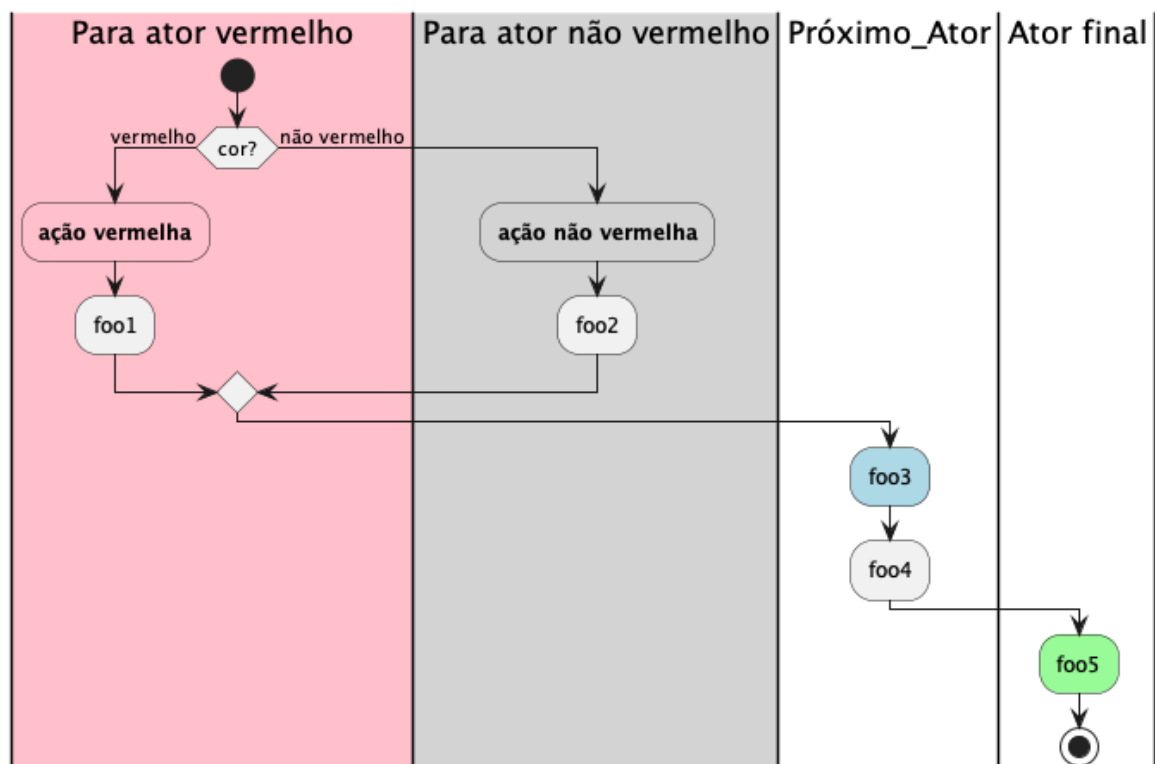 Para ator vermelho
Para ator não vermelho
Próximo_Ator
Ator final
vermelho
cor?
não vermelho
ação vermelha
ação não vermelha
foo1
foo2
foo3
foo4
foo5